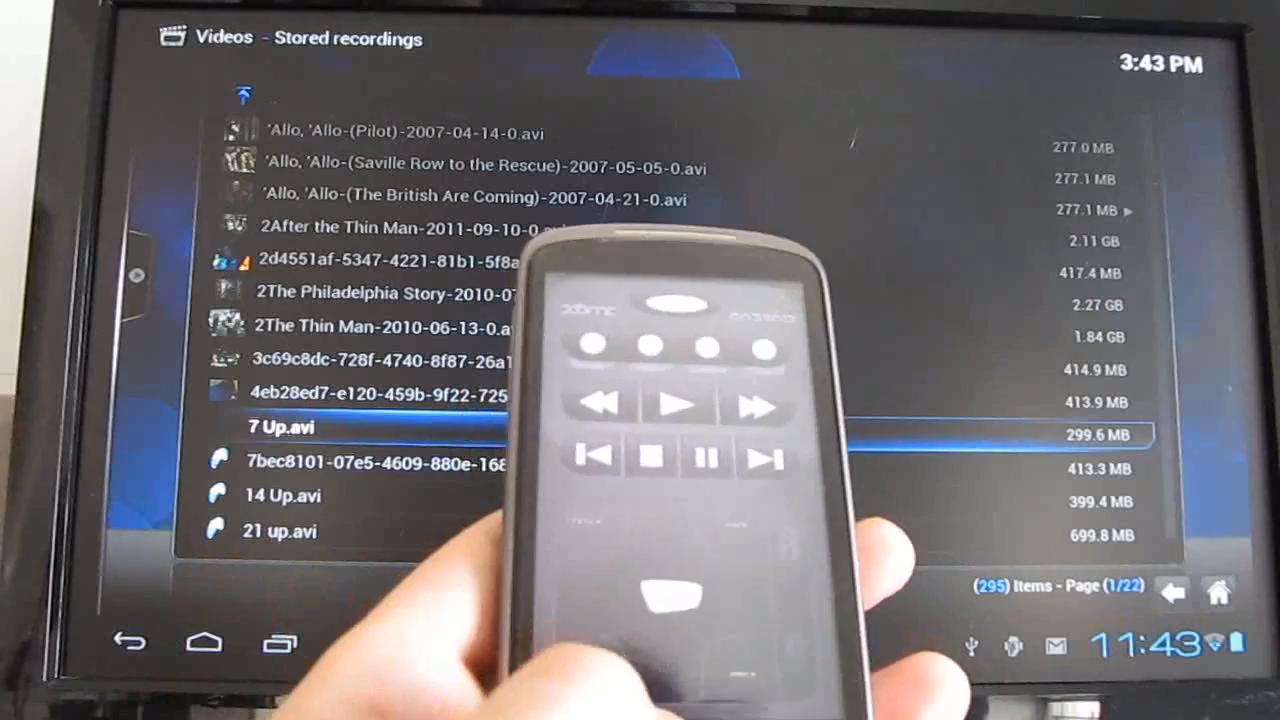 Videos - Stored recordings
3:43 PM
'Allo, 'Allo-(Pilot)-2007-04-14-0.avi 277.0 MB
'Allo, 'Allo-(Saville Row to the Rescue)-2007-05-05-0.avi 277.1 MB
'Allo, 'Allo-(The British Are Coming)-2007-04-21-0.avi 277.1 MB
2After the Thin Man-2011-09-10-0 2.11 GB
2d4551af-5347-4221-81b1-5f8a 417.4 MB
2The Philadelphia Story-2010-07 2.27 GB
2The Thin Man-2010-06-13-0.a 1.84 GB
3c69c8dc-728f-4740-8f87-26a1 414.9 MB
4eb28ed7-e120-459b-9f22-725 413.9 MB
7 Up.avi 299.6 MB
7bec8101-07e5-4609-880e-168 413.3 MB
14 Up.avi 399.4 MB
21 up.avi 699.8 MB
(295) Items - Page (1/22)
11:43
xbmc
ANDROID